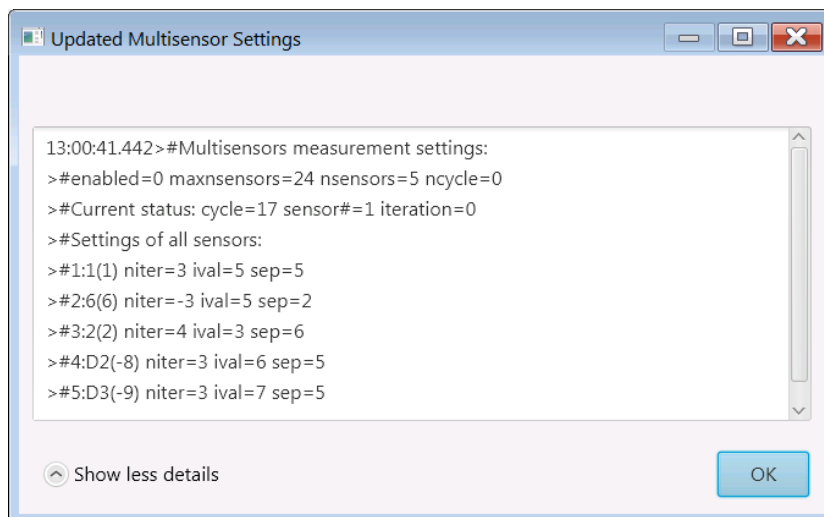 Updated Multisensor Settings
13:00:41.442>#Multisensors measurement settings:
>#enabled=0 maxnsensors=24 nsensors=5 ncycle=0
>#Current status: cycle=17 sensor#=1 iteration=0
>#Settings of all sensors:
>#1:1(1) niter=3 ival=5 sep=5
>#2:6(6) niter=-3 ival=5 sep=2
>#3:2(2) niter=4 ival=3 sep=6
>#4:D2(-8) niter=3 ival=6 sep=5
>#5:D3(-9) niter=3 ival=7 sep=5
Show less details
OK